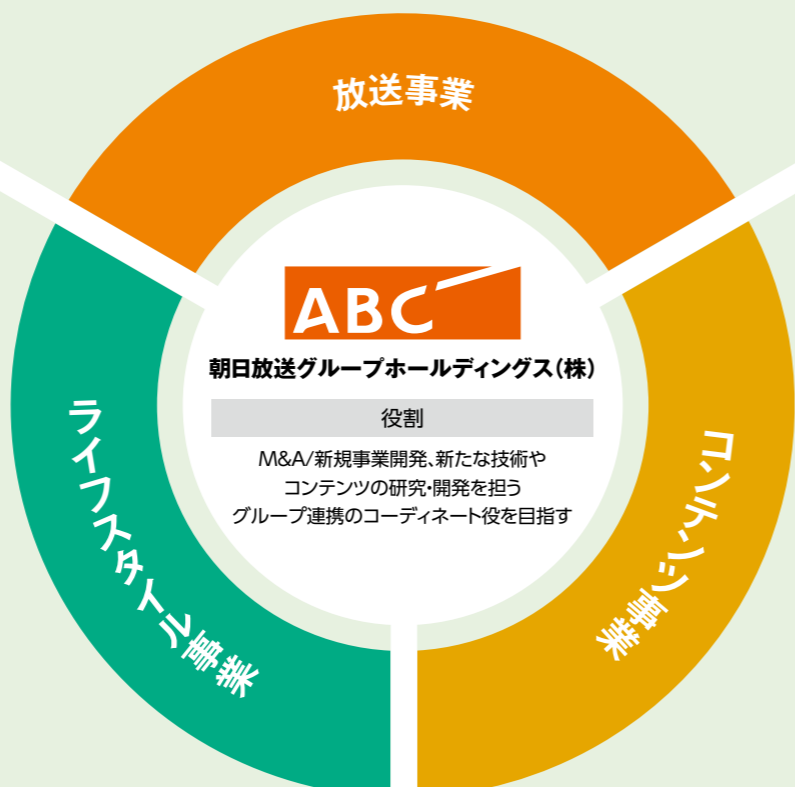 放送事業
ABC
朝日放送グループホールディングス(株)
役割
M&A/新規事業開発、新たな技術や
コンテンツの研究・開発を担う
グループ連携のコーディネート役を目指す
ライフスタイル事業
コンテンツ事業